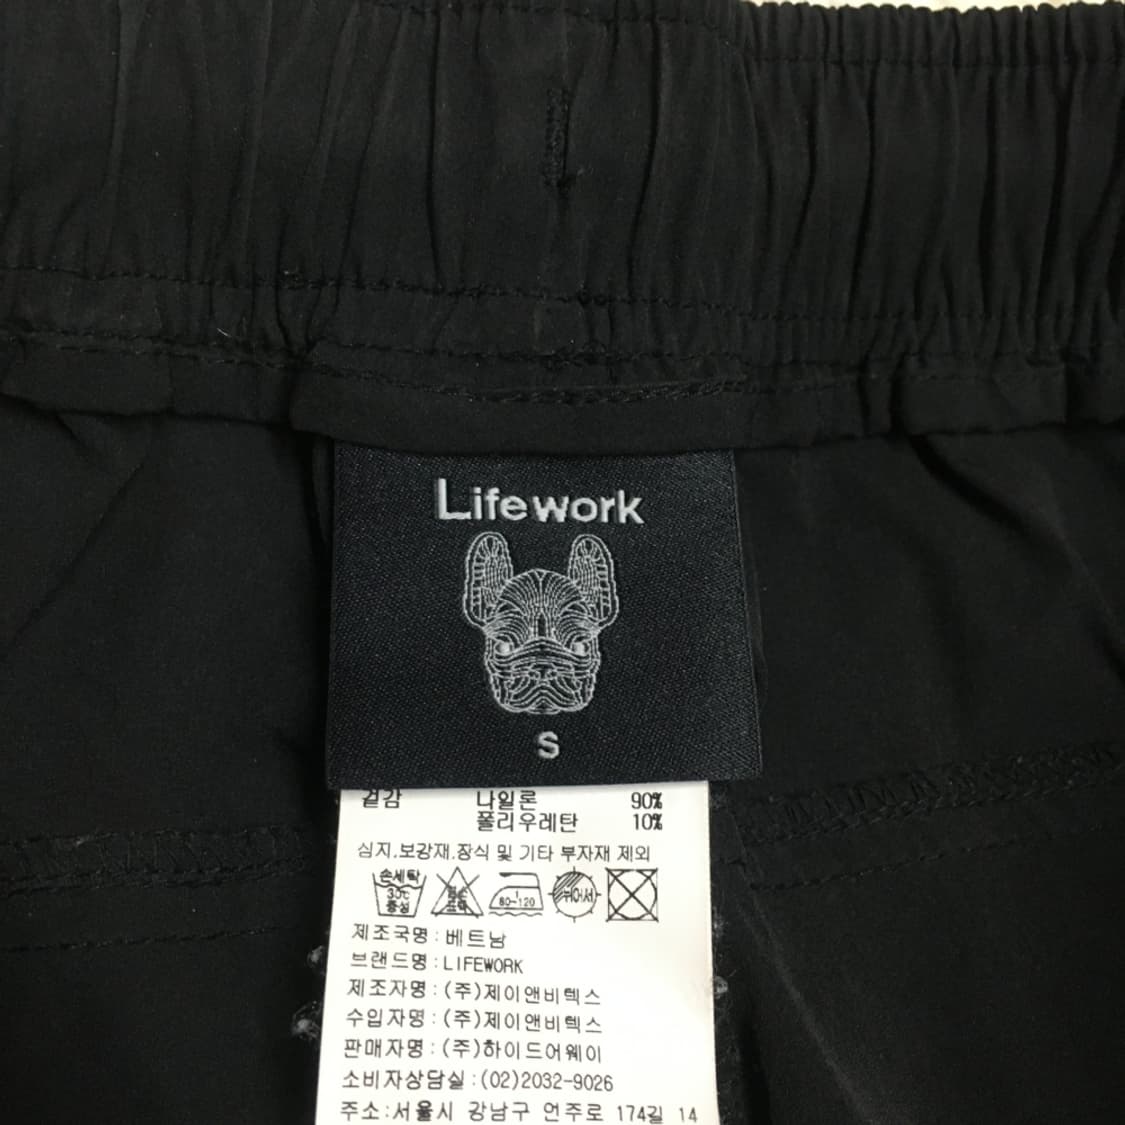 Lifework
S
겉감 나일론 90%
폴리우레탄 10%
심지,보강재,장식 및 기타 부자재 제외
손세탁 30℃ 중성
80-120
뉘어서
제조국명:베트남
브랜드명:LIFEWORK
제조자명:(주)제이앤비텍스
수입자명:(주)제이앤비텍스
판매자명:(주)하이드어웨이
소비자상담실:(02)2032-9026
주소:서울시 강남구 언주로 174길 14